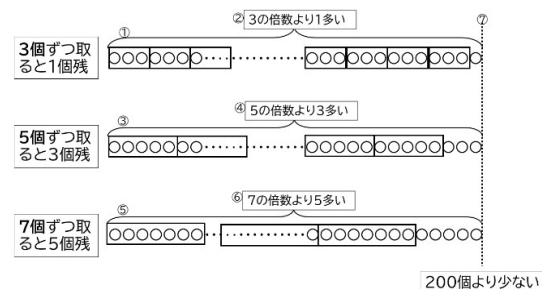 ② 3の倍数より1多い
⑦
①
3個ずつ取
ると1個残
④ 5の倍数より3多い
③
5個ずつ取
ると3個残
⑥ 7の倍数より5多い
⑤
7個ずつ取
ると5個残
200個より少ない